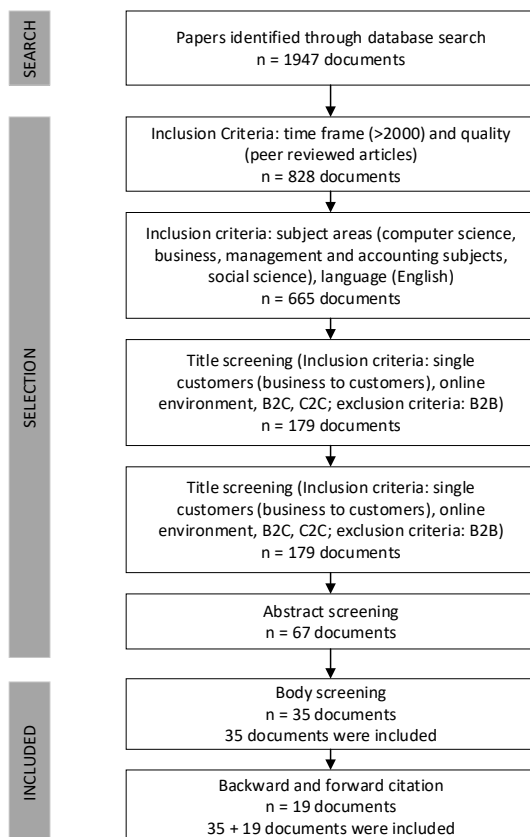 SEARCH
Papers identified through database search
n = 1947 documents
SELECTION
Inclusion Criteria: time frame (>2000) and quality
(peer reviewed articles)
n = 828 documents
Inclusion criteria: subject areas (computer science,
business, management and accounting subjects,
social science), language (English)
n = 665 documents
Title screening (Inclusion criteria: single
customers (business to customers), online
environment, B2C, C2C; exclusion criteria: B2B)
n = 179 documents
Title screening (Inclusion criteria: single
customers (business to customers), online
environment, B2C, C2C; exclusion criteria: B2B)
n = 179 documents
Abstract screening
n = 67 documents
INCLUDED
Body screening
n = 35 documents
35 documents were included
Backward and forward citation
n = 19 documents
35 + 19 documents were included